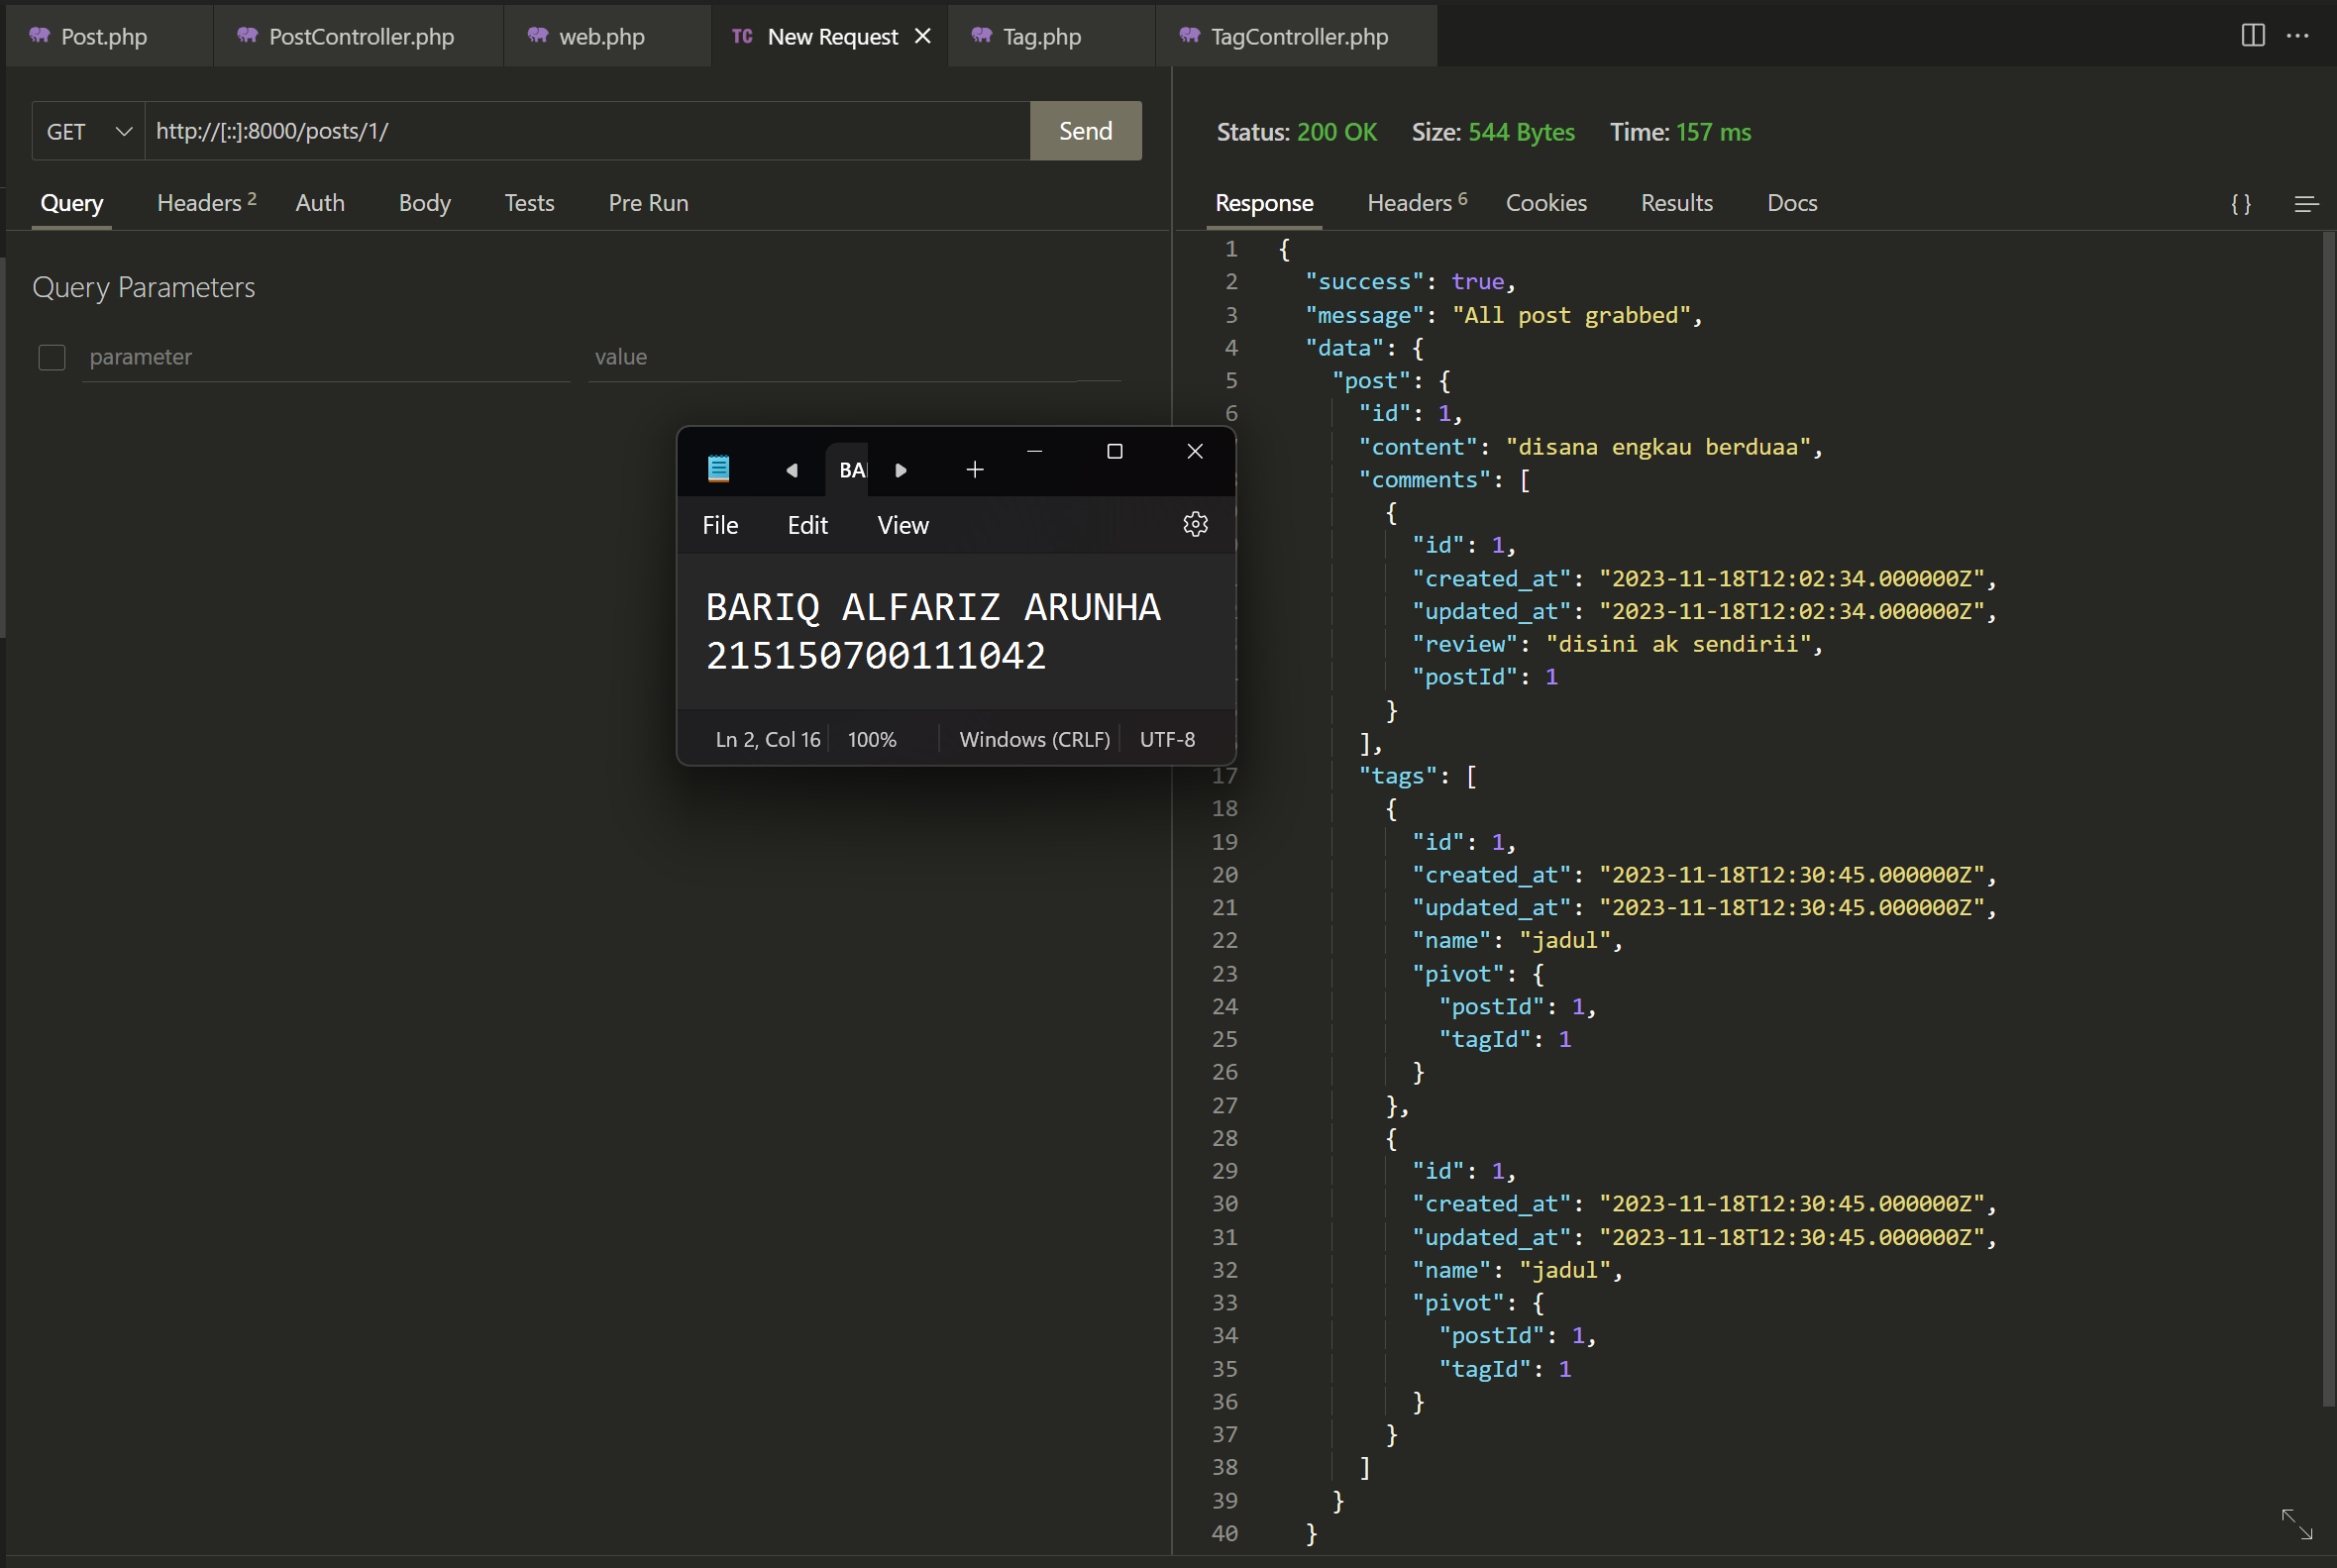 Post.php
PostController.php
web.php
TC New Request
Tag.php
TagController.php
GET http://[::]:8000/posts/1/ Send
Query Headers 2 Auth Body Tests Pre Run
Query Parameters
parameter value
BA
File Edit View
BARIQ ALFARIZ ARUNHA
215150700111042
Ln 2, Col 16 100% Windows (CRLF) UTF-8
Status: 200 OK Size: 544 Bytes Time: 157 ms
Response Headers 6 Cookies Results Docs {}
1 {
2 "success": true,
3 "message": "All post grabbed",
4 "data": {
5 "post": {
6 "id": 1,
"content": "disana engkau berduaa",
"comments": [
{
"id": 1,
"created_at": "2023-11-18T12:02:34.000000Z",
"updated_at": "2023-11-18T12:02:34.000000Z",
"review": "disini ak sendirii",
"postId": 1
}
],
17 "tags": [
18 {
19 "id": 1,
20 "created_at": "2023-11-18T12:30:45.000000Z",
21 "updated_at": "2023-11-18T12:30:45.000000Z",
22 "name": "jadul",
23 "pivot": {
24 "postId": 1,
25 "tagId": 1
26 }
27 },
28 {
29 "id": 1,
30 "created_at": "2023-11-18T12:30:45.000000Z",
31 "updated_at": "2023-11-18T12:30:45.000000Z",
32 "name": "jadul",
33 "pivot": {
34 "postId": 1,
35 "tagId": 1
36 }
37 }
38 ]
39 }
40 }